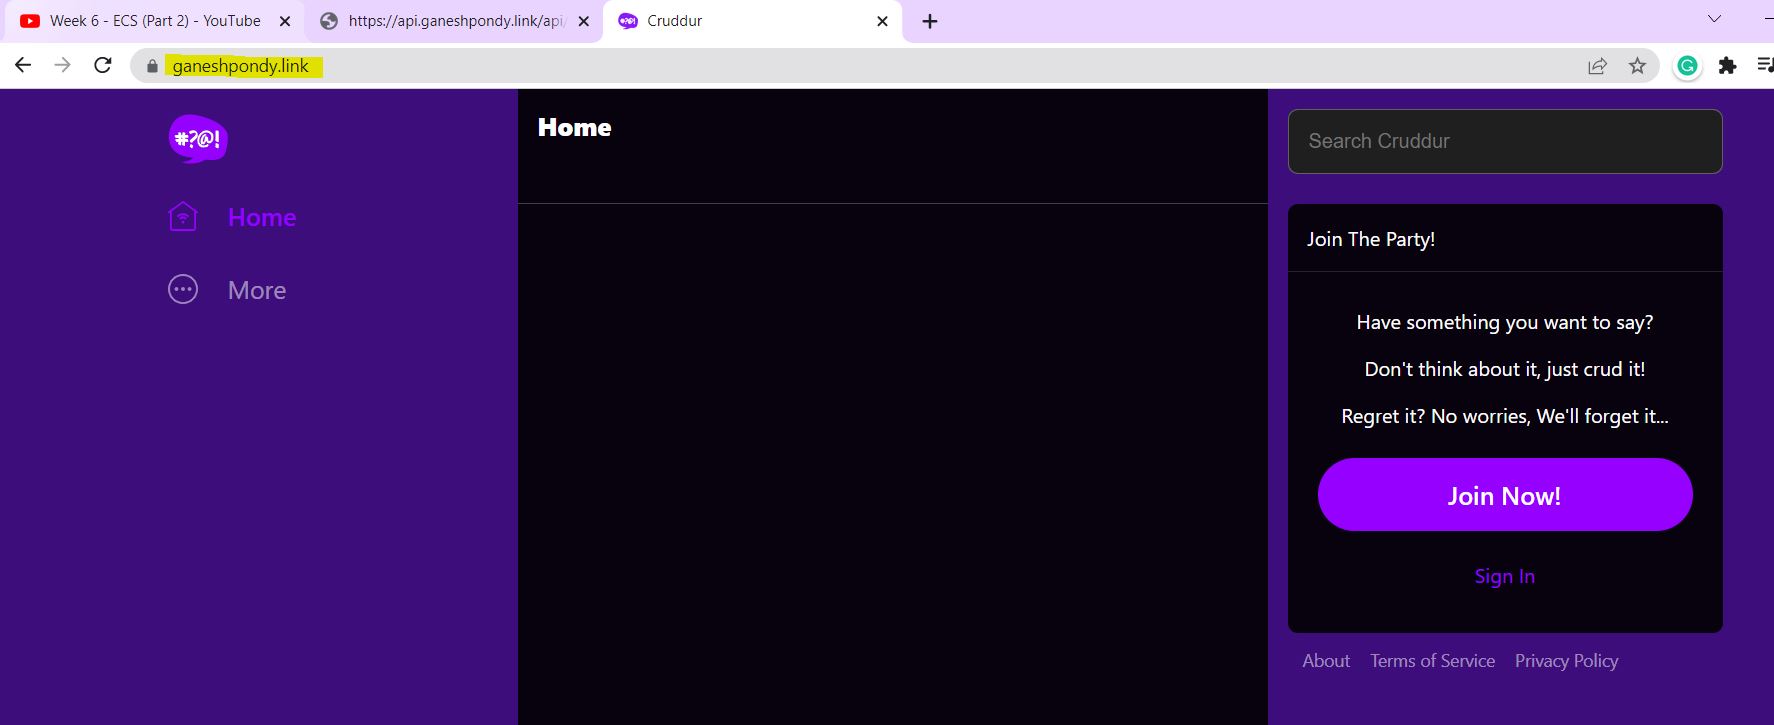 Week 6 - ECS (Part 2) - YouTube
https://api.ganeshpondy.link/api/
Cruddur
ganeshpondy.link
#?@!
Home
More
Home
Search Cruddur
Join The Party!
Have something you want to say?
Don't think about it, just crud it!
Regret it? No worries, We'll forget it...
Join Now!
Sign In
About Terms of Service Privacy Policy